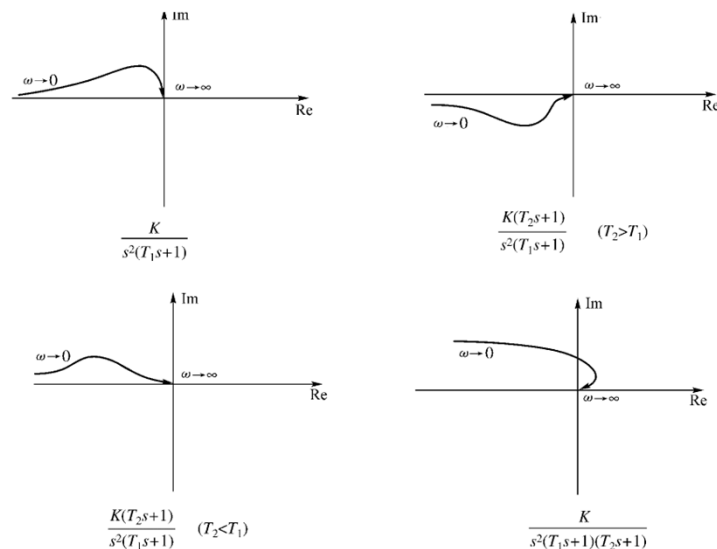 Im
ω→0
ω→∞
Re
K
s²(T₁s+1)
Im
ω→∞
ω→0
Re
K(T₂s+1)
s²(T₁s+1)
(T₂>T₁)
Im
ω→0
ω→∞
Re
K(T₂s+1)
s²(T₁s+1)
(T₂<T₁)
Im
ω→0
ω→∞
Re
K
s²(T₁s+1)(T₂s+1)